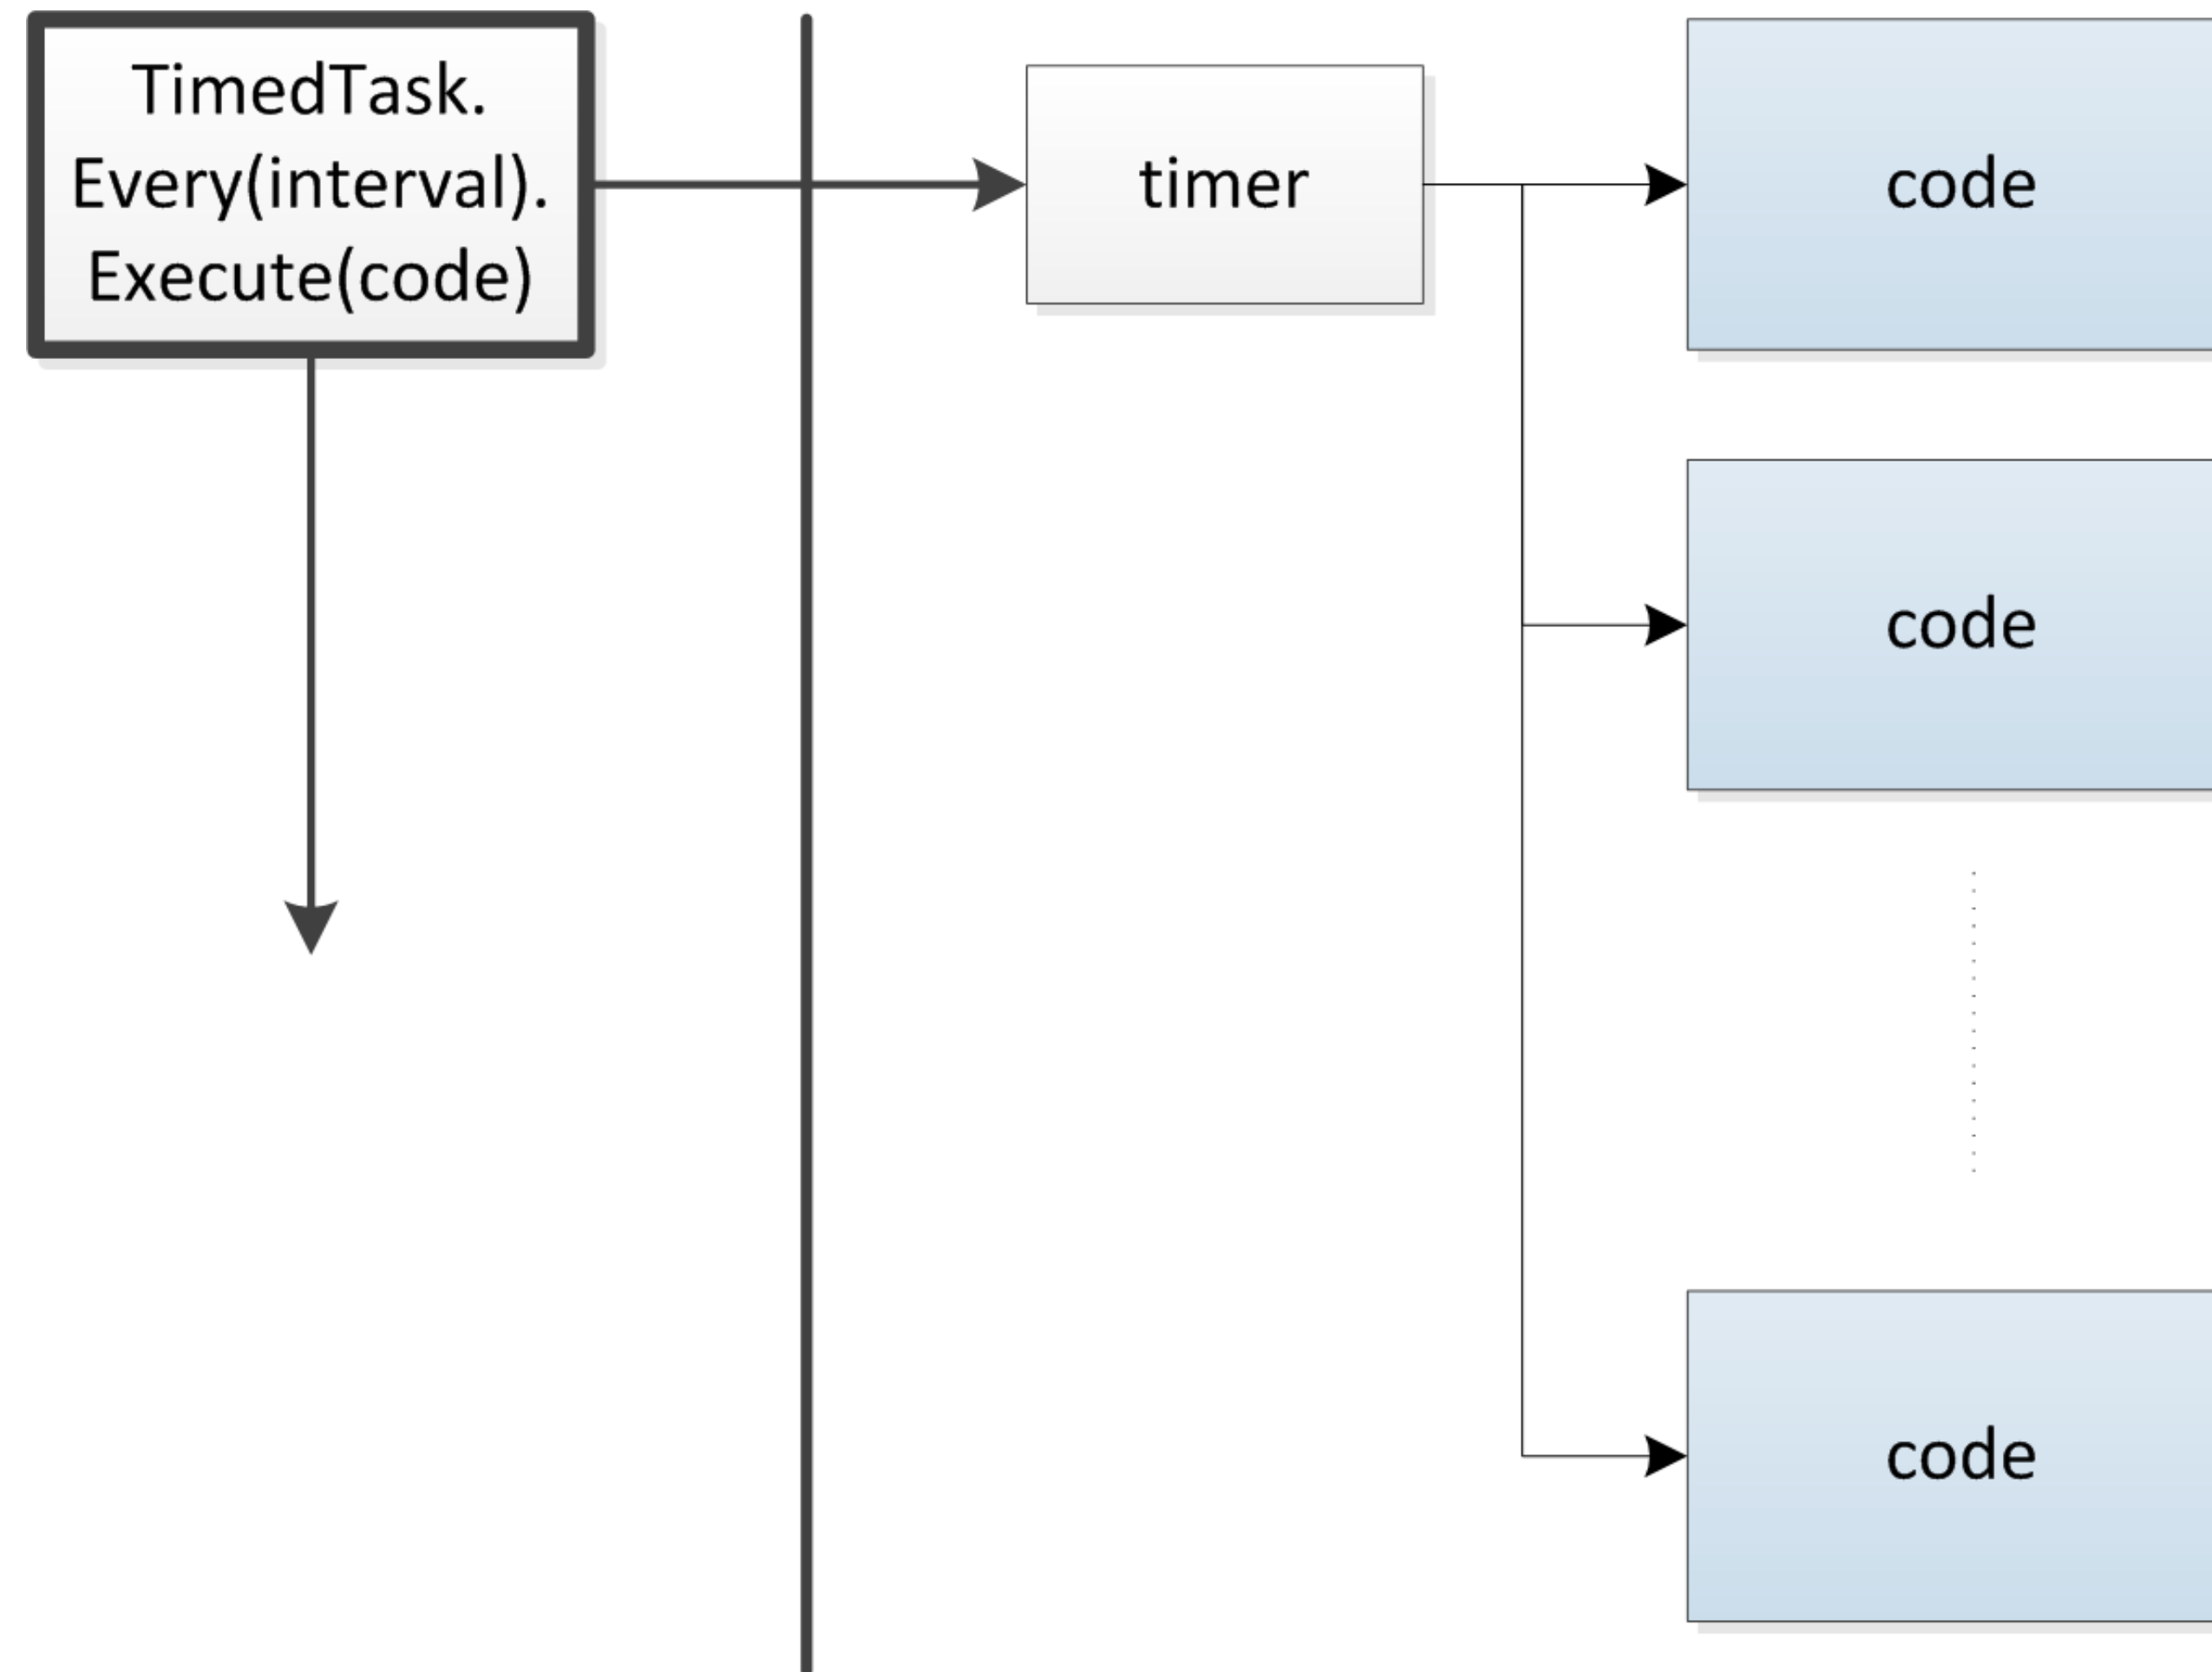 TimedTask.
Every(interval).
Execute(code)
timer
code
code
code